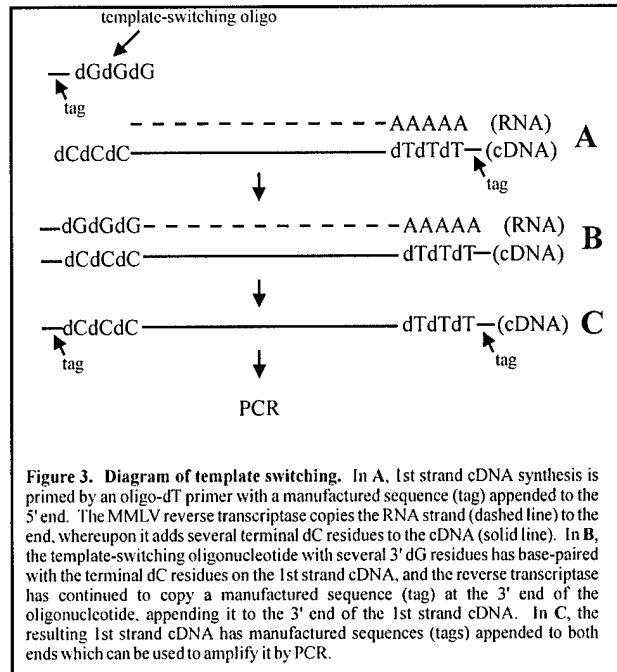 template-switching oligo
dGdGdG
tag
AAAAA (RNA)
A
dCdCdC dTdTdT (cDNA)
tag
dGdGdG AAAAA (RNA)
B
dCdCdC dTdTdT (cDNA)
dCdCdC dTdTdT (cDNA) C
tag tag
PCR
Figure 3. Diagram of template switching. In A, 1st strand cDNA synthesis is
primed by an oligo-dT primer with a manufactured sequence (tag) appended to the
5' end. The MMLV reverse transcriptase copies the RNA strand (dashed line) to the
end, whereupon it adds several terminal dC residues to the cDNA (solid line). In B,
the template-switching oligonucleotide with several 3' dG residues has base-paired
with the terminal dC residues on the 1st strand cDNA, and the reverse transcriptase
has continued to copy a manufactured sequence (tag) at the 3' end of the
oligonucleotide, appending it to the 3' end of the 1st strand cDNA. In C, the
resulting 1st strand cDNA has manufactured sequences (tags) appended to both
ends which can be used to amplify it by PCR.